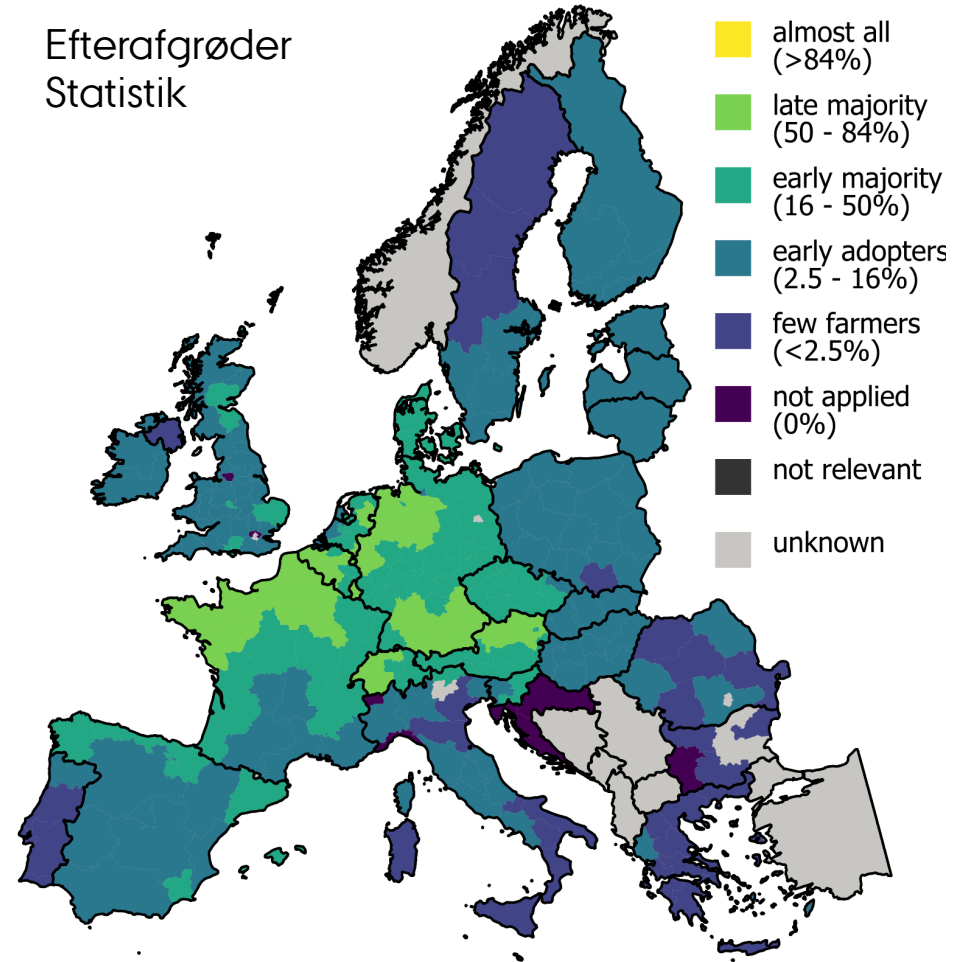 Efterafgrøder
Statistik
almost all
(>84%)
late majority
(50 - 84%)
early majority
(16 - 50%)
early adopters
(2.5 - 16%)
few farmers
(<2.5%)
not applied
(0%)
not relevant
unknown